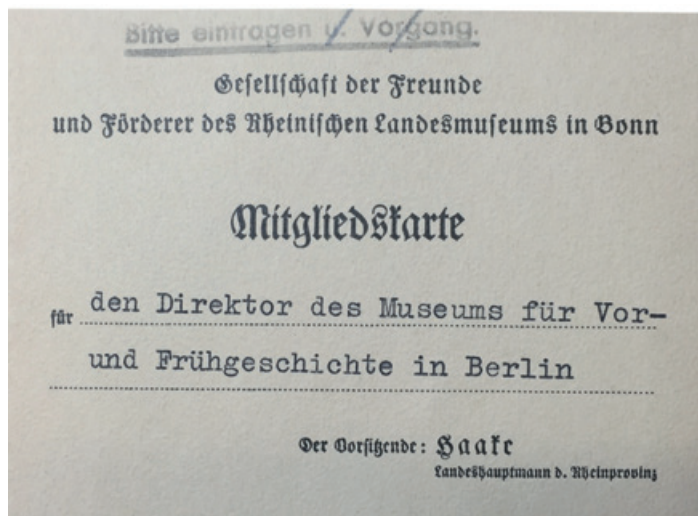 Bitte eintragen u. Vorgang.
Gesellschaft der Freunde
und Förderer des Rheinischen Landesmuseums in Bonn
Mitgliedskarte
für den Direktor des Museums für Vor-
und Frühgeschichte in Berlin
Der Vorsitzende: Haake
Landeshauptmann d. Rheinprovinz